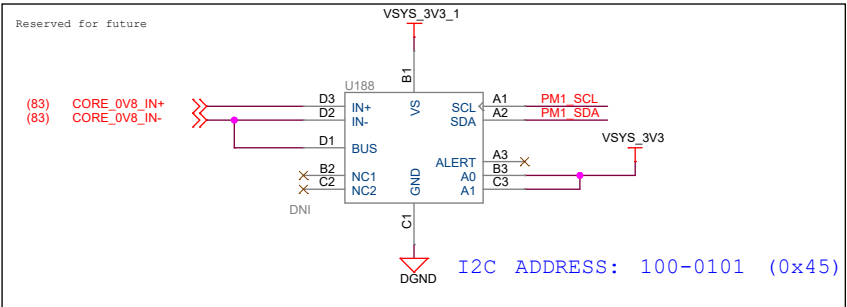 Reserved for future
VSYS_3V3_1
B1
U188
(83) CORE_0V8_IN+ D3 IN+ VS SCL A1 PM1_SCL
(83) CORE_0V8_IN- D2 IN- SDA A2 PM1_SDA
VSYS_3V3
D1 BUS
ALERT A3
B2 NC1 GND A0 B3
C2 NC2 A1 C3
DNI
C1
DGND
I2C ADDRESS: 100-0101 (0x45)